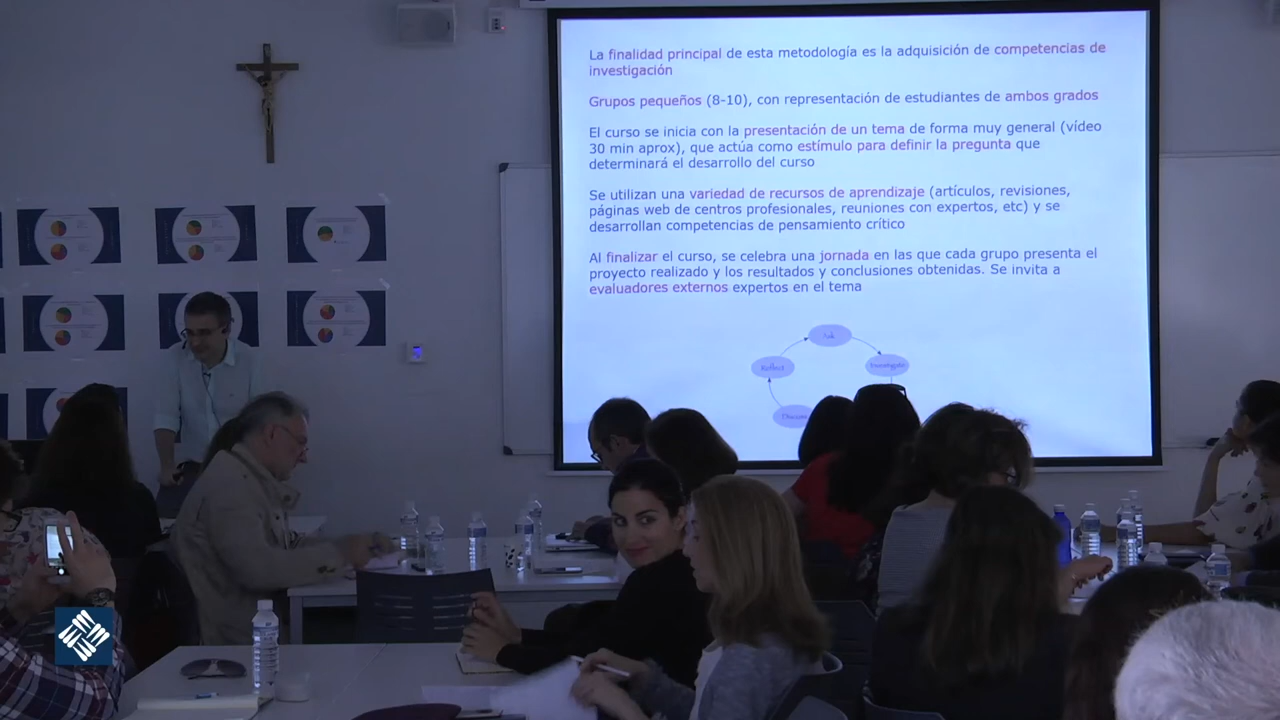 La finalidad principal de esta metodología es la adquisición de competencias de
investigación
Grupos pequeños (8-10), con representación de estudiantes de ambos grados
El curso se inicia con la presentación de un tema de forma muy general (vídeo
30 min aprox), que actúa como estímulo para definir la pregunta que
determinará el desarrollo del curso
Se utilizan una variedad de recursos de aprendizaje (artículos, revisiones,
páginas web de centros profesionales, reuniones con expertos, etc) y se
desarrollan competencias de pensamiento crítico
Al finalizar el curso, se celebra una jornada en las que cada grupo presenta el
proyecto realizado y los resultados y conclusiones obtenidas. Se invita a
evaluadores externos expertos en el tema
Ask
Reflect
Investigate